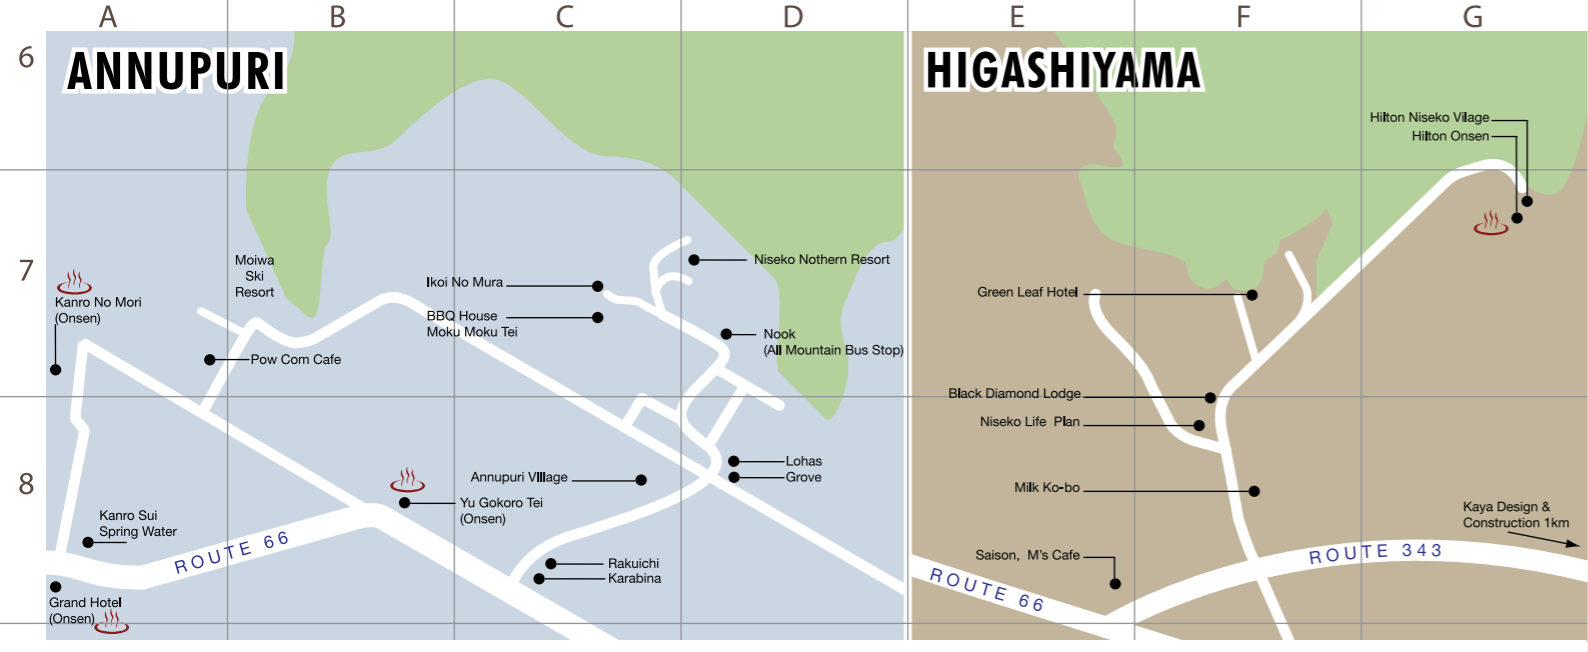 A B C D E F G
6
ANNUPURI
HIGASHIYAMA
Hilton Niseko Vilage
Hilton Onsen
7
Moiwa
Ski
Resort
Kanro No Mori
(Onsen)
Pow Com Cafe
Ikoi No Mura
BBQ House
Moku Moku Tei
Niseko Nothern Resort
Nook
(All Mountain Bus Stop)
Green Leaf Hotel
Black Diamond Lodge
Niseko Life Plan
8
Annupuri VIllage
Lohas
Grove
Yu Gokoro Tei
(Onsen)
Kanro Sui
Spring Water
ROUTE 66
Rakuichi
Karabina
Grand Hotel
(Onsen)
Milk Ko-bo
Kaya Design &
Construction 1km
Saison, M's Cafe
ROUTE 343
ROUTE 66